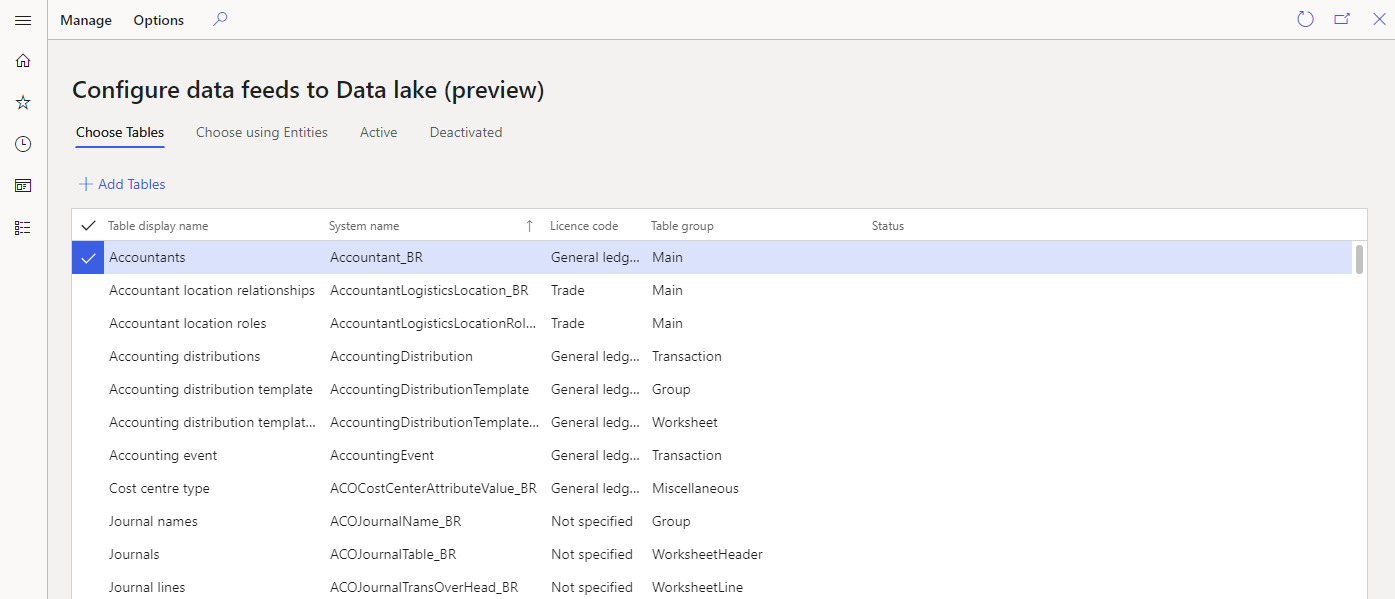 Manage Options
Configure data feeds to Data lake (preview)
Choose Tables Choose using Entities Active Deactivated
Add Tables
Table display name System name Licence code Table group Status
Accountants Accountant_BR General ledg... Main
Accountant location relationships AccountantLogisticsLocation_BR Trade Main
Accountant location roles AccountantLogisticsLocationRol... Trade Main
Accounting distributions AccountingDistribution General ledg... Transaction
Accounting distribution template AccountingDistributionTemplate General ledg... Group
Accounting distribution templat... AccountingDistributionTemplate... General ledg... Worksheet
Accounting event AccountingEvent General ledg... Transaction
Cost centre type ACOCostCenterAttributeValue_BR General ledg... Miscellaneous
Journal names ACOJournalName_BR Not specified Group
Journals ACOJournalTable_BR Not specified WorksheetHeader
Journal lines ACOJournalTransOverHead_BR Not specified WorksheetLine